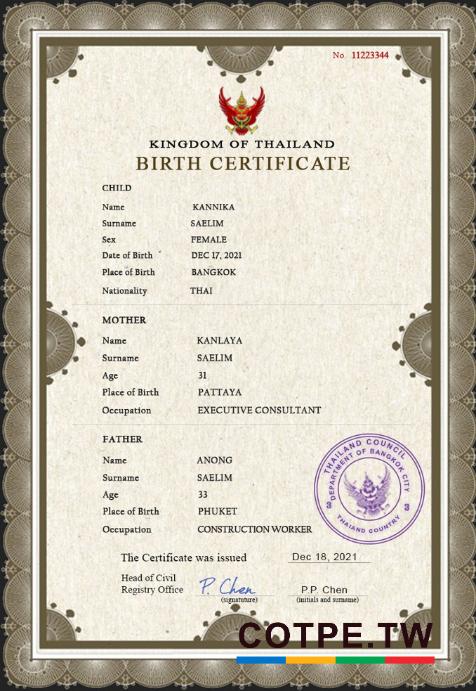 No. 11223344
KINGDOM OF THAILAND
BIRTH CERTIFICATE
CHILD
Name KANNIKA
Surname SAELIM
Sex FEMALE
Date of Birth DEC 17, 2021
Place of Birth BANGKOK
Nationality THAI
MOTHER
Name KANLAYA
Surname SAELIM
Age 31
Place of Birth PATTAYA
Occupation EXECUTIVE CONSULTANT
FATHER
Name ANONG
Surname SAELIM
Age 33
Place of Birth PHUKET
Occupation CONSTRUCTION WORKER
THAILAND COUNCIL
DEPARTMENT OF BANGKOK CITY
3 3
THAIAND COUNTRY
The Certificate was issued Dec 18, 2021
Head of Civil
Registry Office P. Chen P.P. Chen
(signatuture) (initials and surname)
COTPE.TW